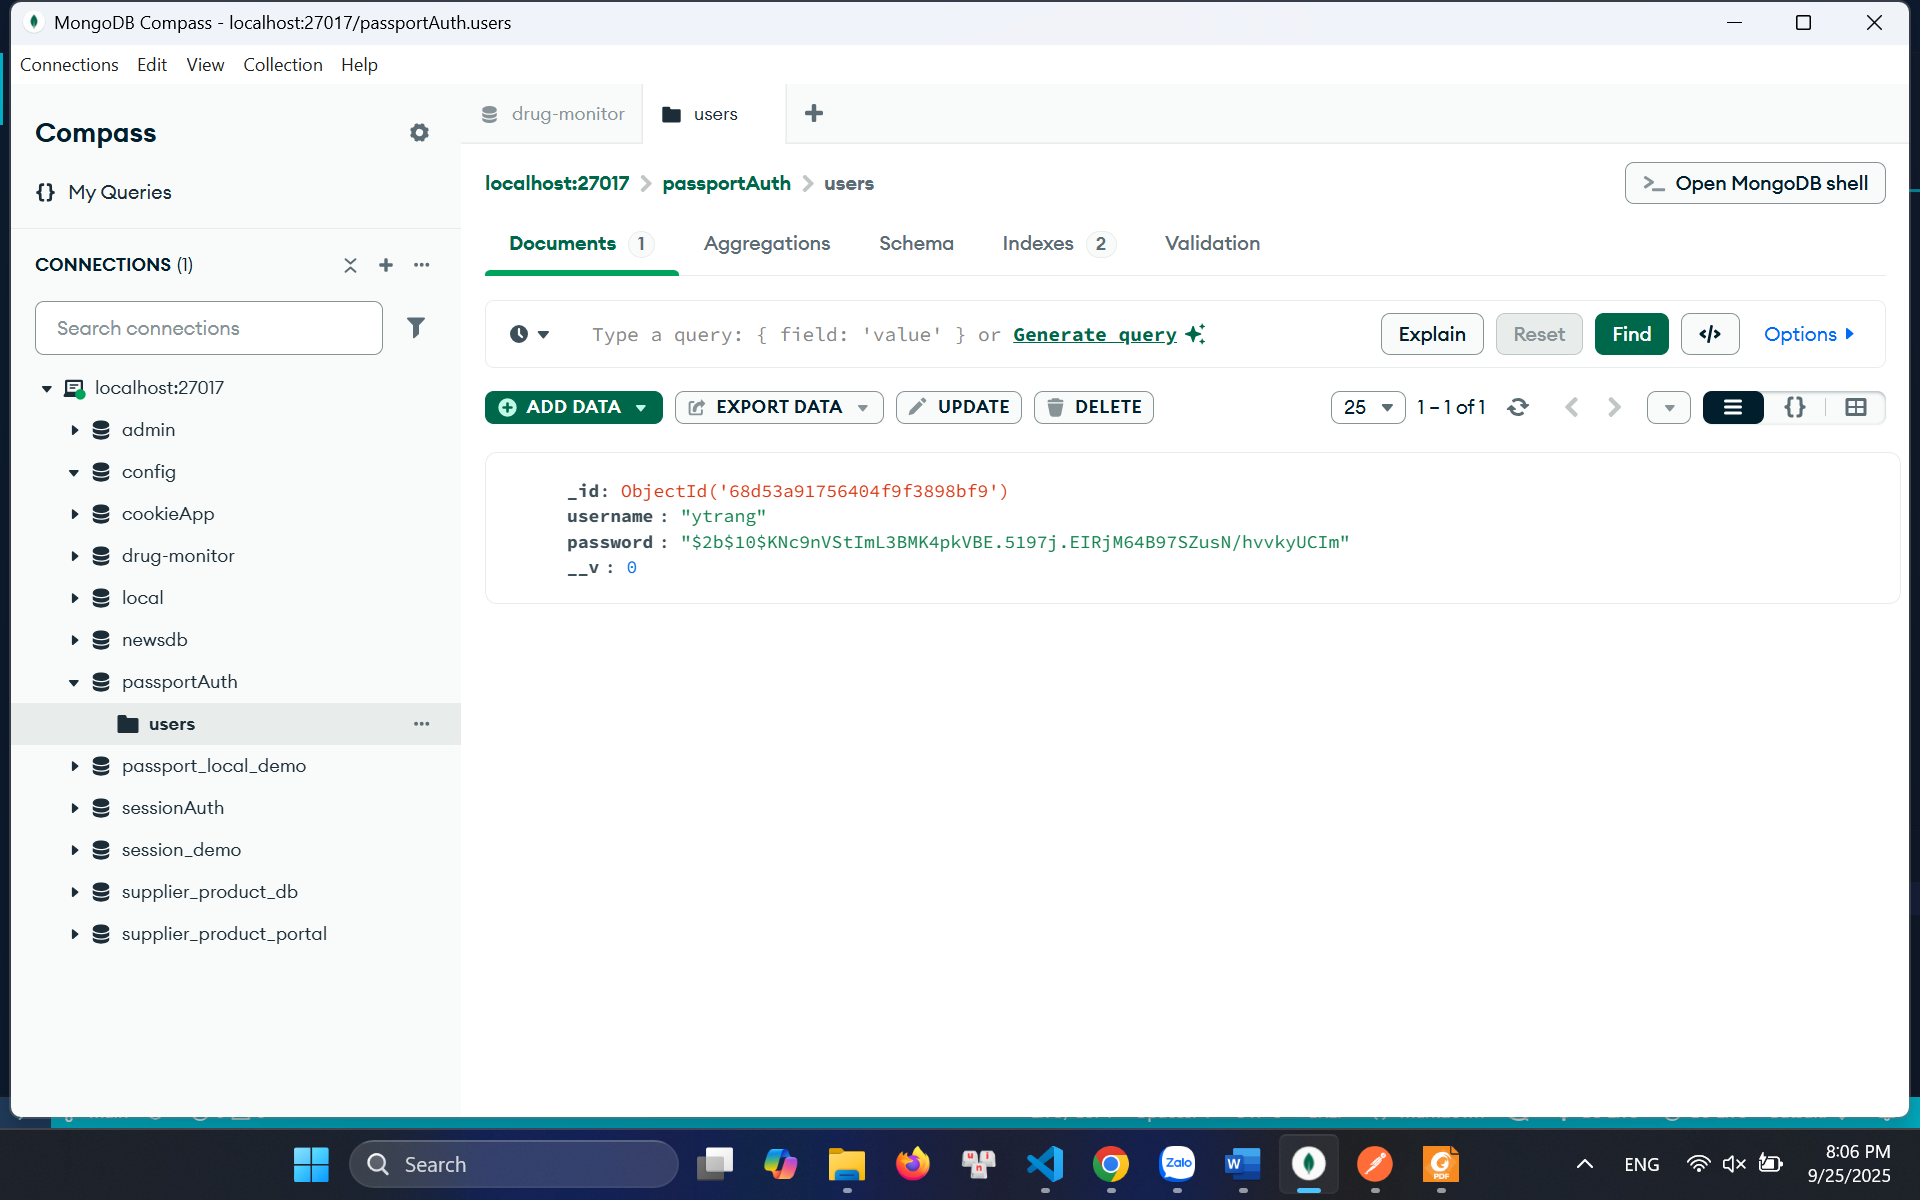 MongoDB Compass - localhost:27017/passportAuth.users
Connections Edit View Collection Help
Compass
My Queries
CONNECTIONS (1)
Search connections
localhost:27017
admin
config
cookieApp
drug-monitor
local
newsdb
passportAuth
users
passport_local_demo
sessionAuth
session_demo
supplier_product_db
supplier_product_portal
drug-monitor users
localhost:27017 passportAuth users
Open MongoDB shell
Documents 1 Aggregations Schema Indexes 2 Validation
Type a query: { field: 'value' } or Generate query
Explain Reset Find </> Options
ADD DATA EXPORT DATA UPDATE DELETE
25 1 – 1 of 1 {}
_id: ObjectId('68d53a91756404f9f3898bf9')
username : "ytrang"
password : "$2b$10$KNc9nVStImL3BMK4pkVBE.5197j.EIRjM64B97SZusN/hvvkyUCIm"
__v : 0
Search
Zalo
PDF
ENG
8:06 PM
9/25/2025